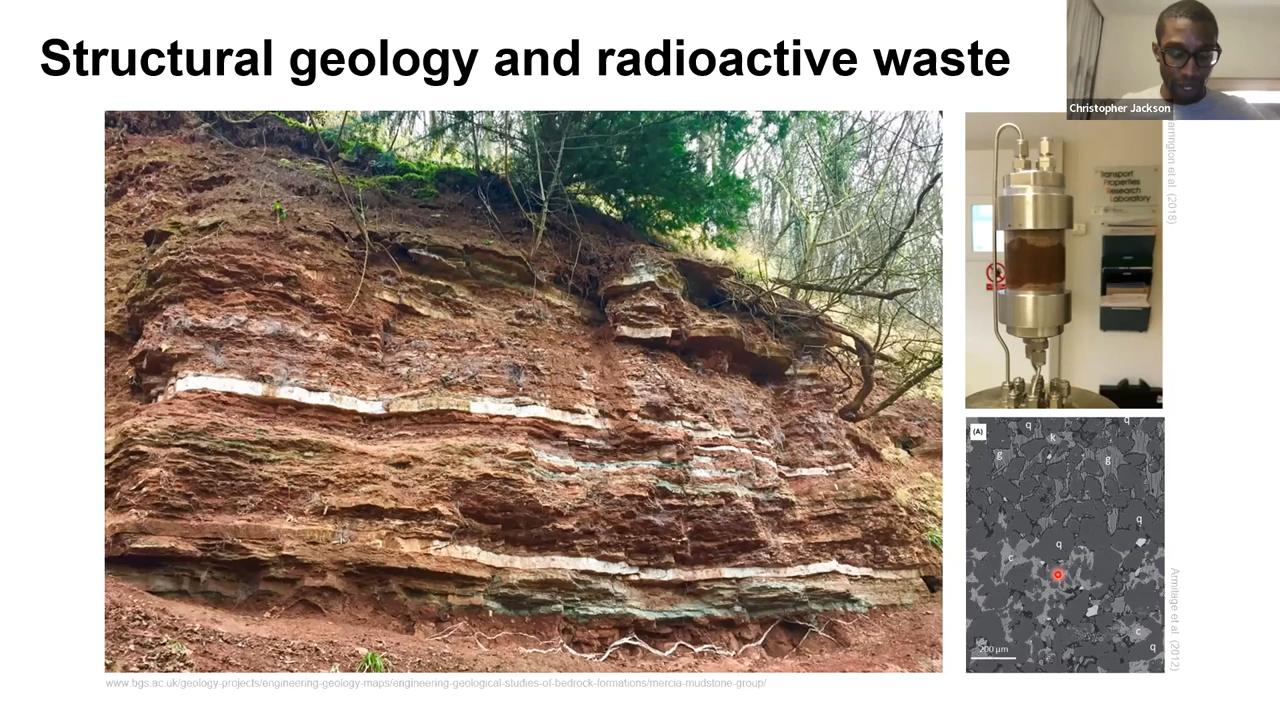 Structural geology and radioactive waste
Christopher Jackson
Transport
Properties
Research
Laboratory
(2018)
(A)
q
q
k
g
g
q
q
c
c
q
200 µm
Armitage et al. (2012)
www.bgs.ac.uk/geology-projects/engineering-geology-maps/engineering-geological-studies-of-bedrock-formations/mercia-mudstone-group/